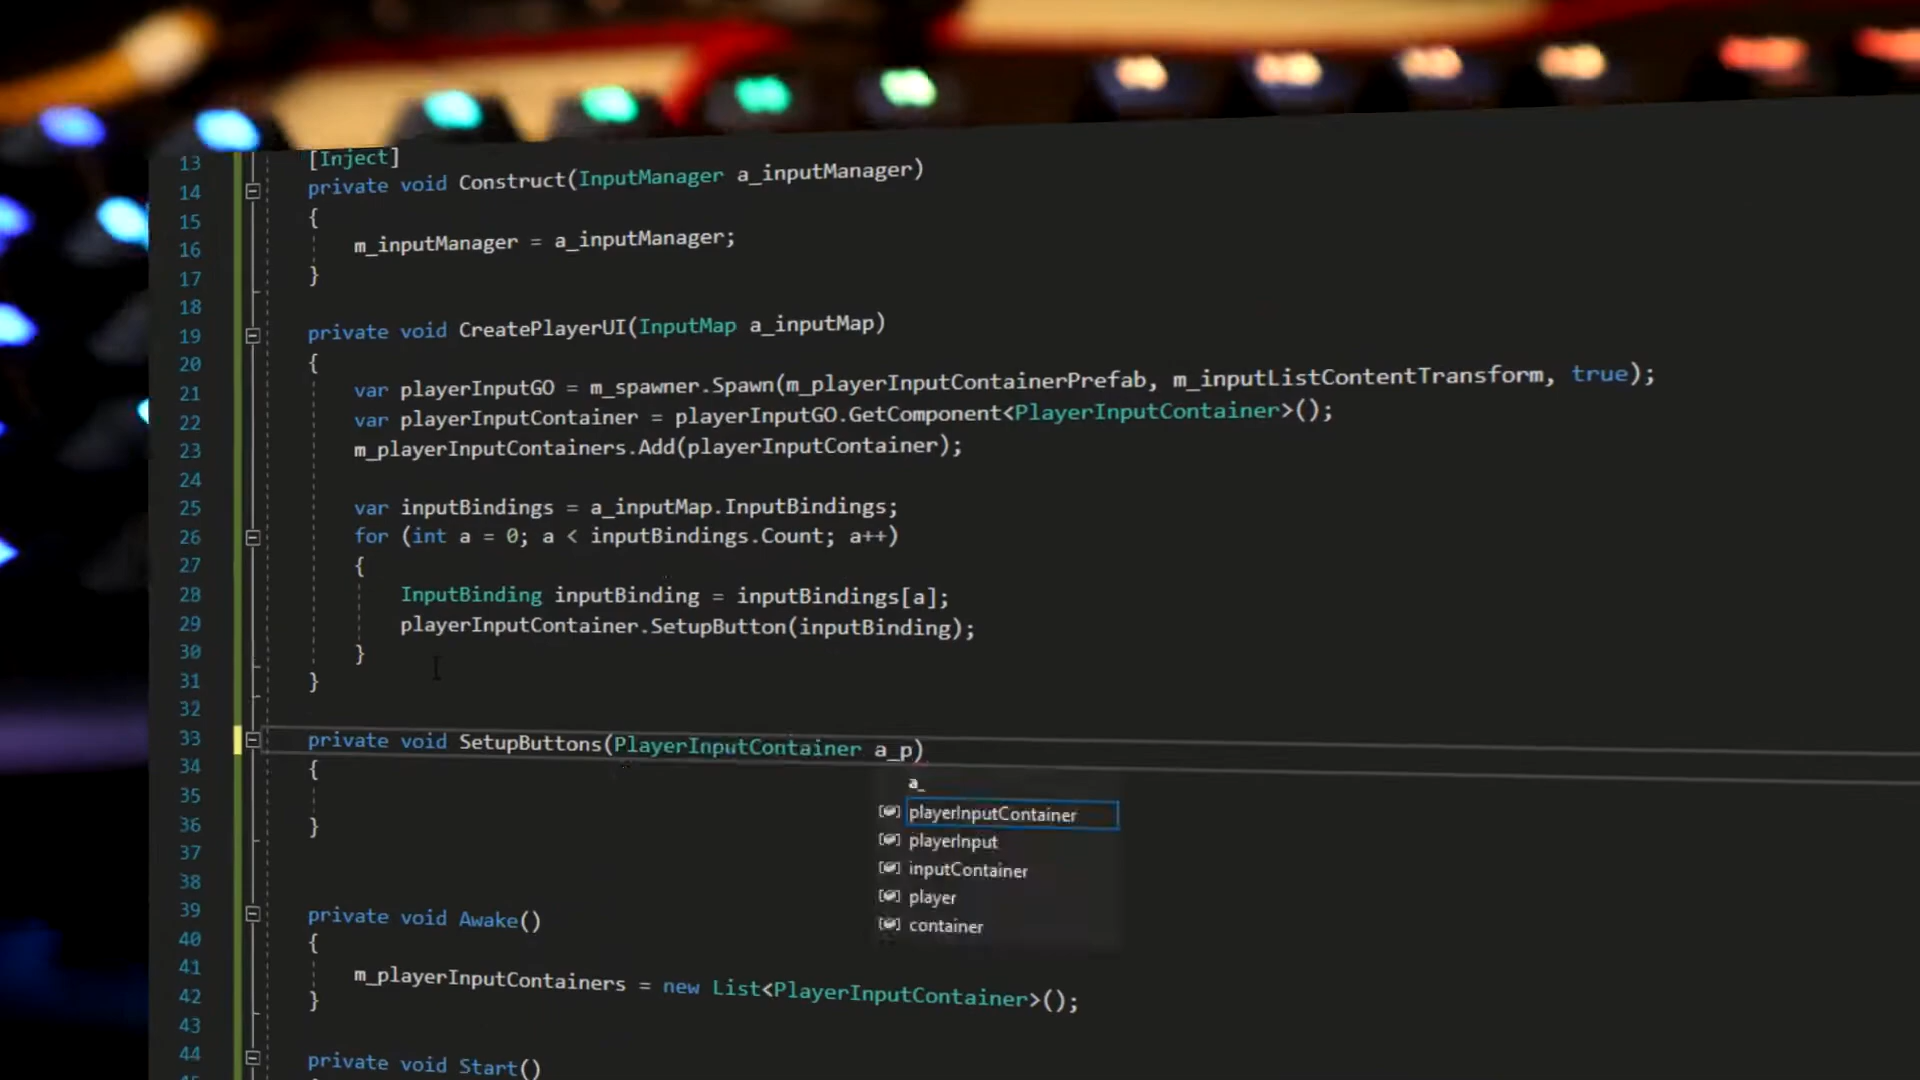 13 [Inject]
14 private void Construct(InputManager a_inputManager)
15 {
16 m_inputManager = a_inputManager;
17 }
18
19 private void CreatePlayerUI(InputMap a_inputMap)
20 {
21 var playerInputGO = m_spawner.Spawn(m_playerInputContainerPrefab, m_inputListContentTransform, true);
22 var playerInputContainer = playerInputGO.GetComponent<PlayerInputContainer>();
23 m_playerInputContainers.Add(playerInputContainer);
24
25 var inputBindings = a_inputMap.InputBindings;
26 for (int a = 0; a < inputBindings.Count; a++)
27 {
28 InputBinding inputBinding = inputBindings[a];
29 playerInputContainer.SetupButton(inputBinding);
30 }
31 }
32
33 private void SetupButtons(PlayerInputContainer a_p)
34 {
a_
35
playerInputContainer
36 }
playerInput
37
inputContainer
38
player
39 private void Awake()
container
40 {
41 m_playerInputContainers = new List<PlayerInputContainer>();
42 }
43
44 private void Start()